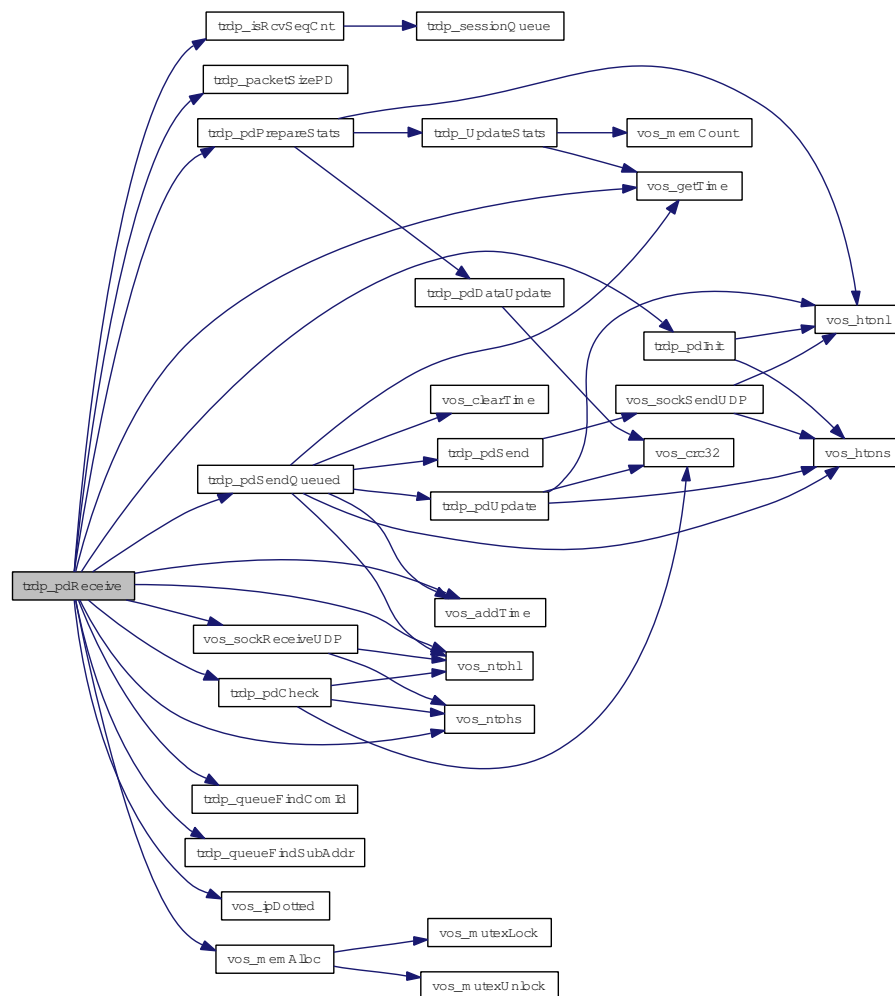 trdp_isRcvSeqCnt
trdp_sessionQueue
trdp_packetSizePD
trdp_pdPrepareStats
trdp_UpdateStats
vos_memCount
vos_getTime
trdp_pdDataUpdate
vos_htonl
trdp_pdInit
vos_clearTime
vos_sockSendUDP
trdp_pdSend
vos_crc32
vos_htons
trdp_pdSendQueued
trdp_pdUpdate
trdp_pdReceive
vos_addTime
vos_sockReceiveUDP
vos_ntohl
trdp_pdCheck
vos_ntohs
trdp_queueFindComId
trdp_queueFindSubAddr
vos_ipDotted
vos_mutexLock
vos_memAlloc
vos_mutexUnlock